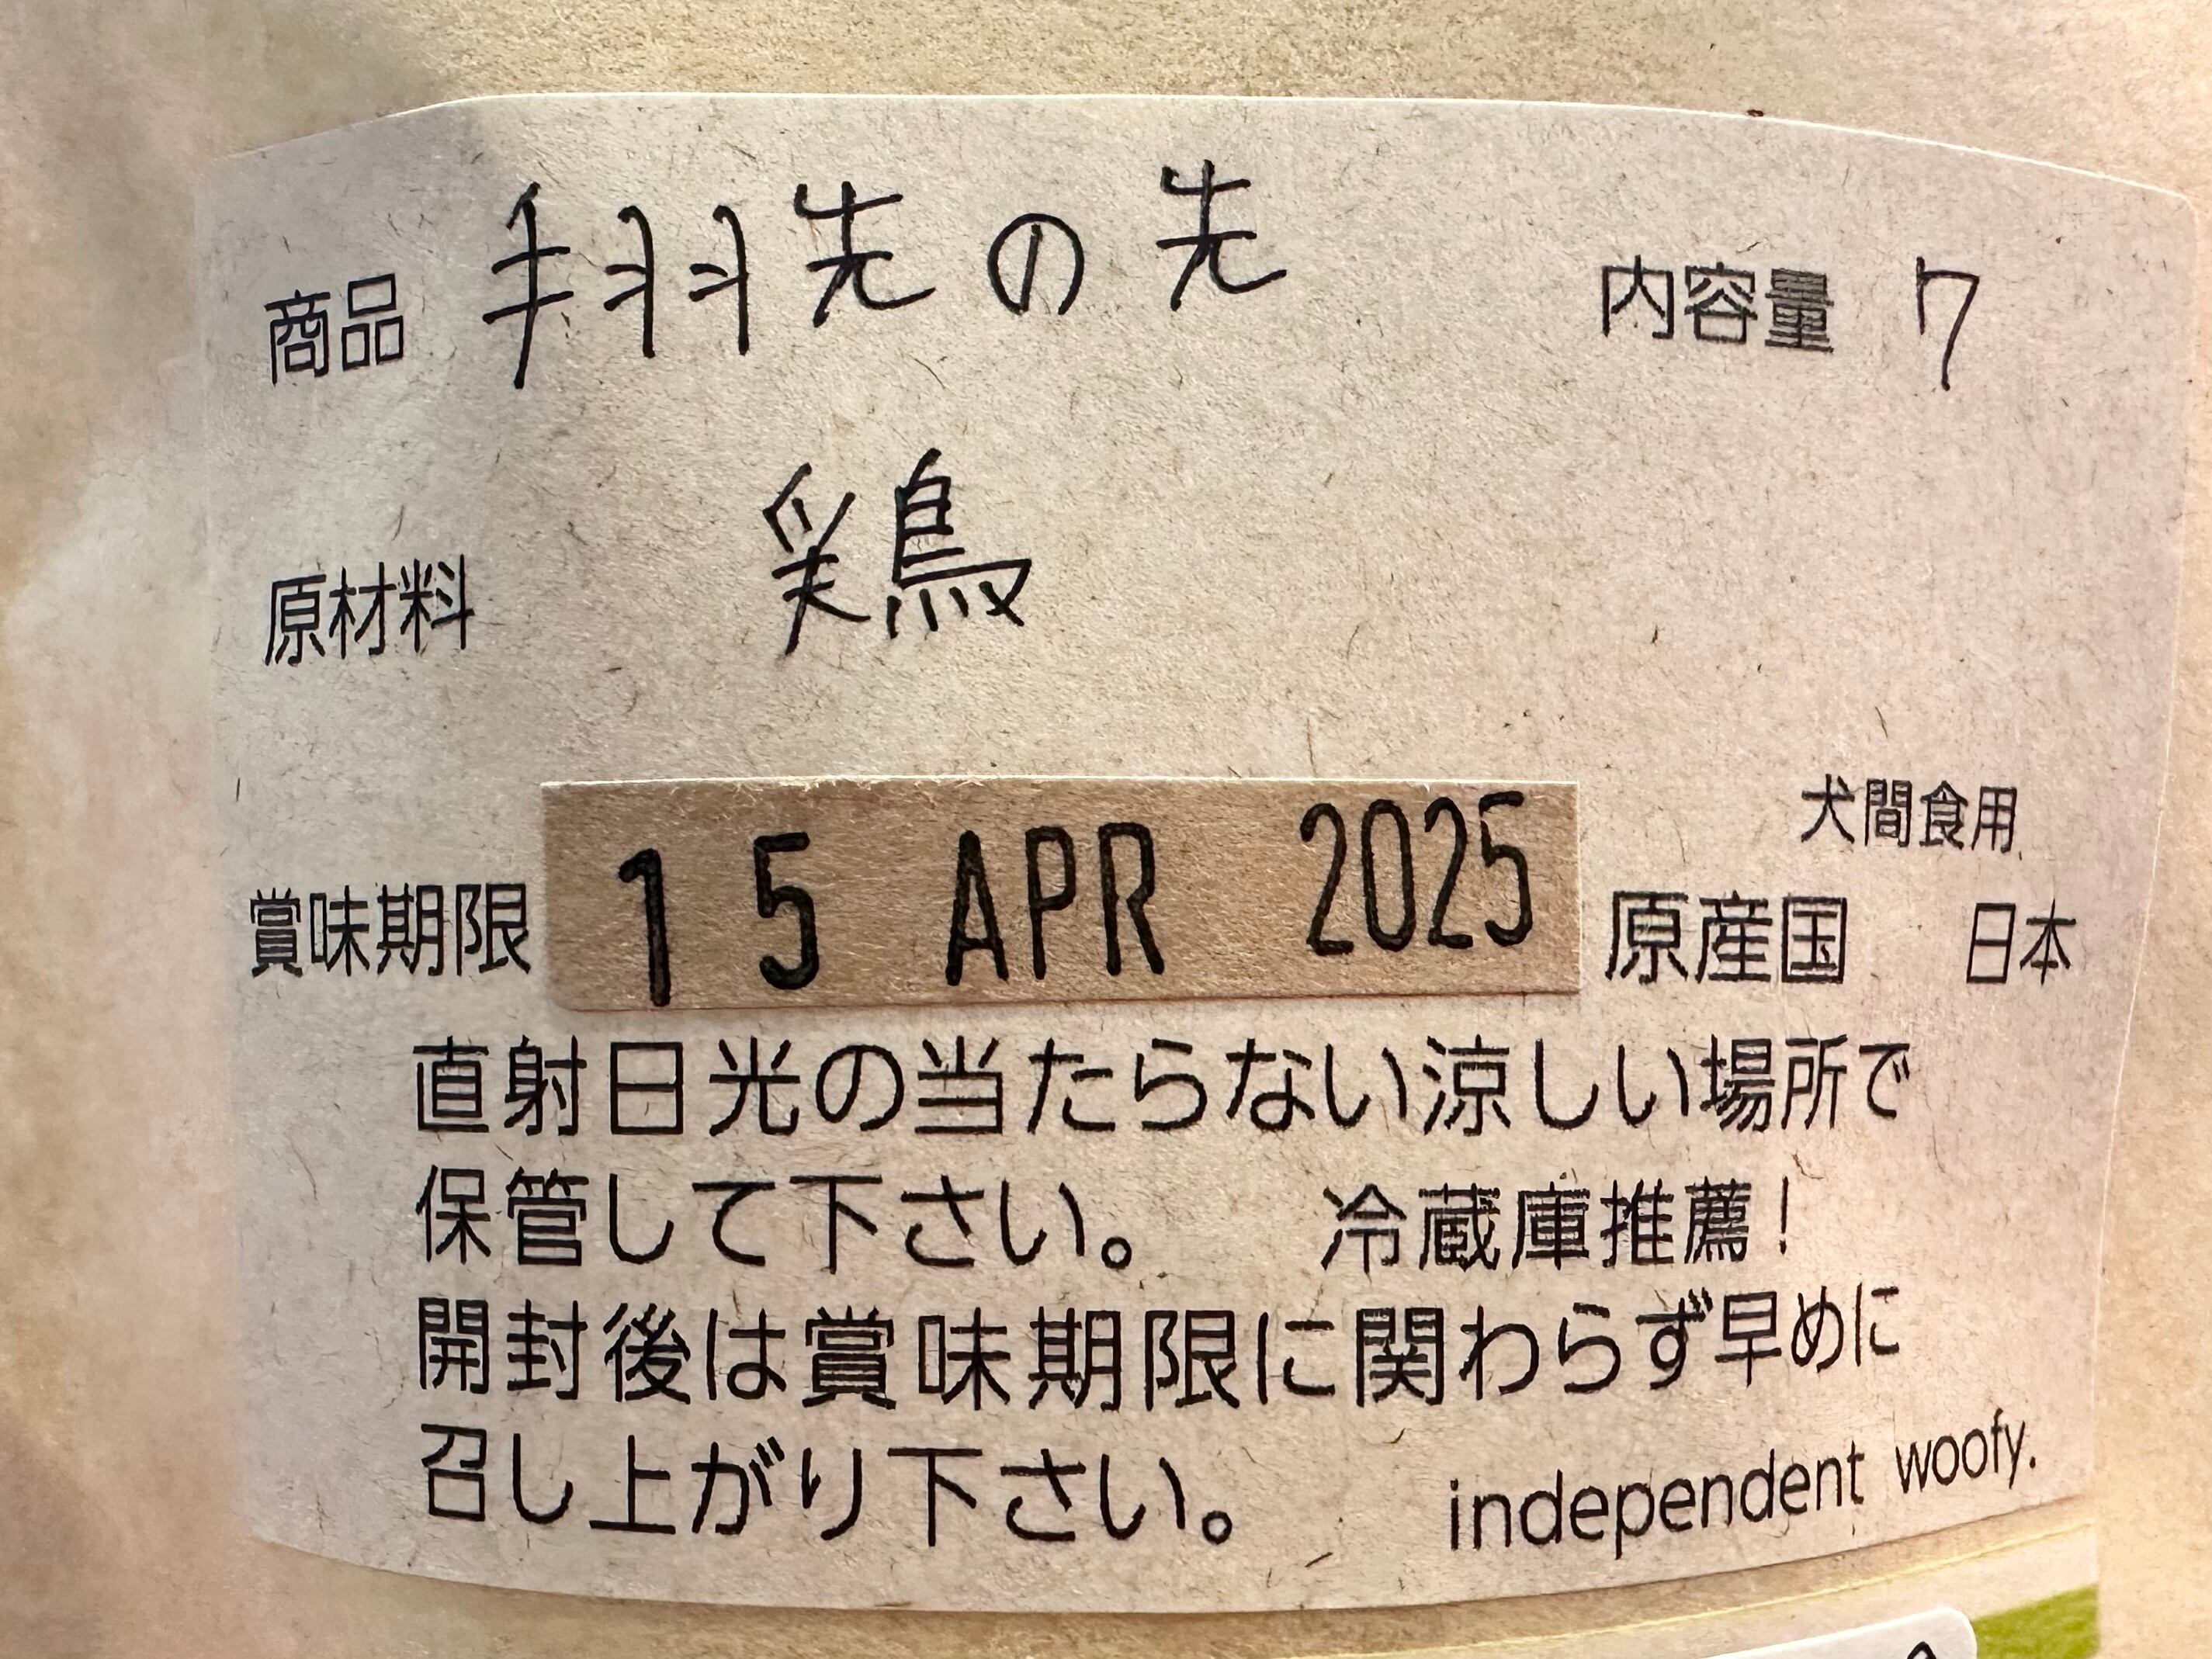 商品 手羽先の先 内容量 7
原材料 鶏
犬間食用
賞味期限 15 APR 2025 原産国 日本
直射日光の当たらない涼しい場所で
保管して下さい。 冷蔵庫推薦!
開封後は賞味期限に関わらず早めに
召し上がり下さい。 independent woofy.